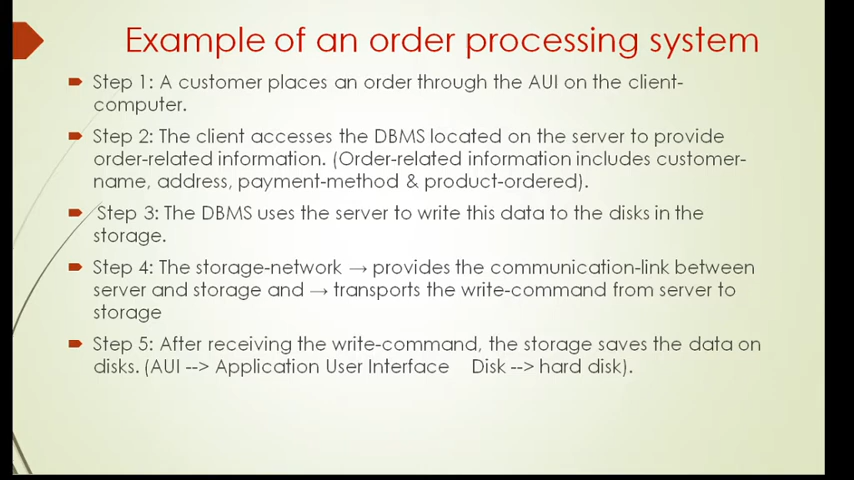 Example of an order processing system
Step 1: A customer places an order through the AUI on the client-
computer.
Step 2: The client accesses the DBMS located on the server to provide
order-related information. (Order-related information includes customer-
name, address, payment-method & product-ordered).
Step 3: The DBMS uses the server to write this data to the disks in the
storage.
Step 4: The storage-network → provides the communication-link between
server and storage and → transports the write-command from server to
storage
Step 5: After receiving the write-command, the storage saves the data on
disks. (AUI --> Application User Interface Disk --> hard disk).